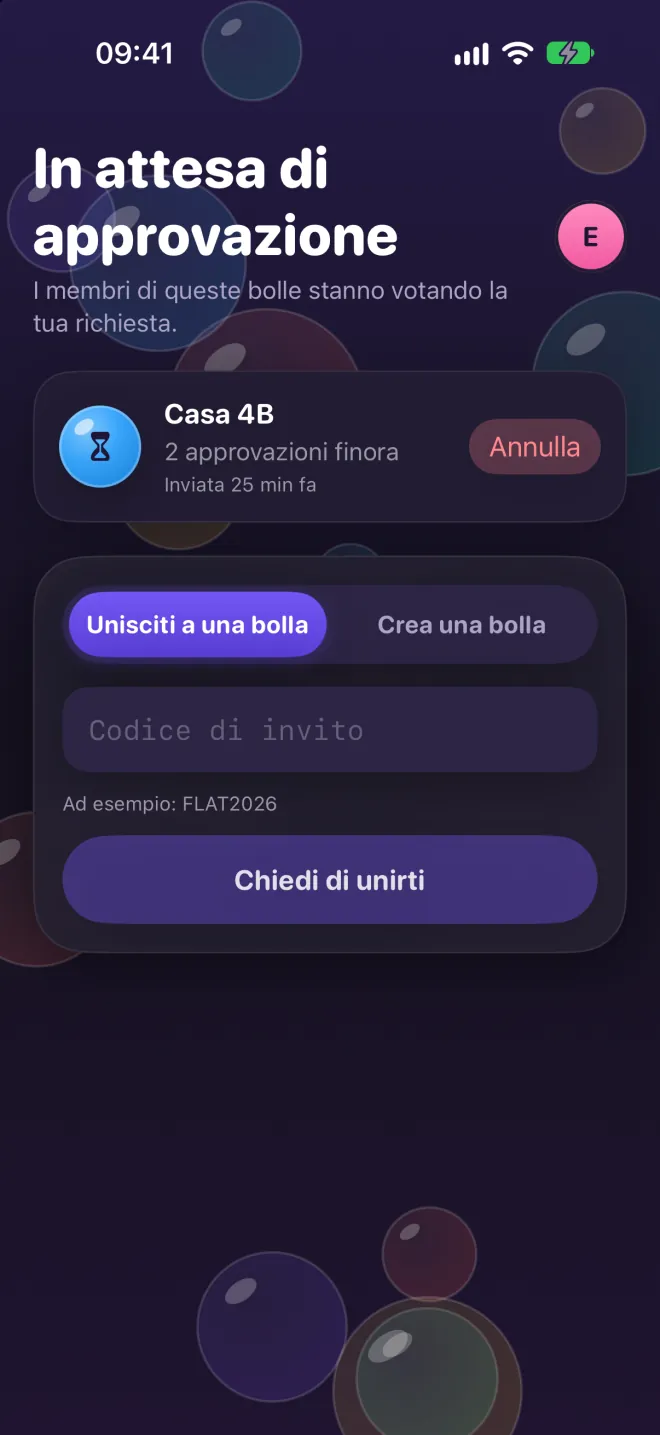 09:41
In attesa di
approvazione
E
I membri di queste bolle stanno votando la
tua richiesta.
Casa 4B
2 approvazioni finora
Inviata 25 min fa
Annulla
Unisciti a una bolla
Crea una bolla
Codice di invito
Ad esempio: FLAT2026
Chiedi di unirti